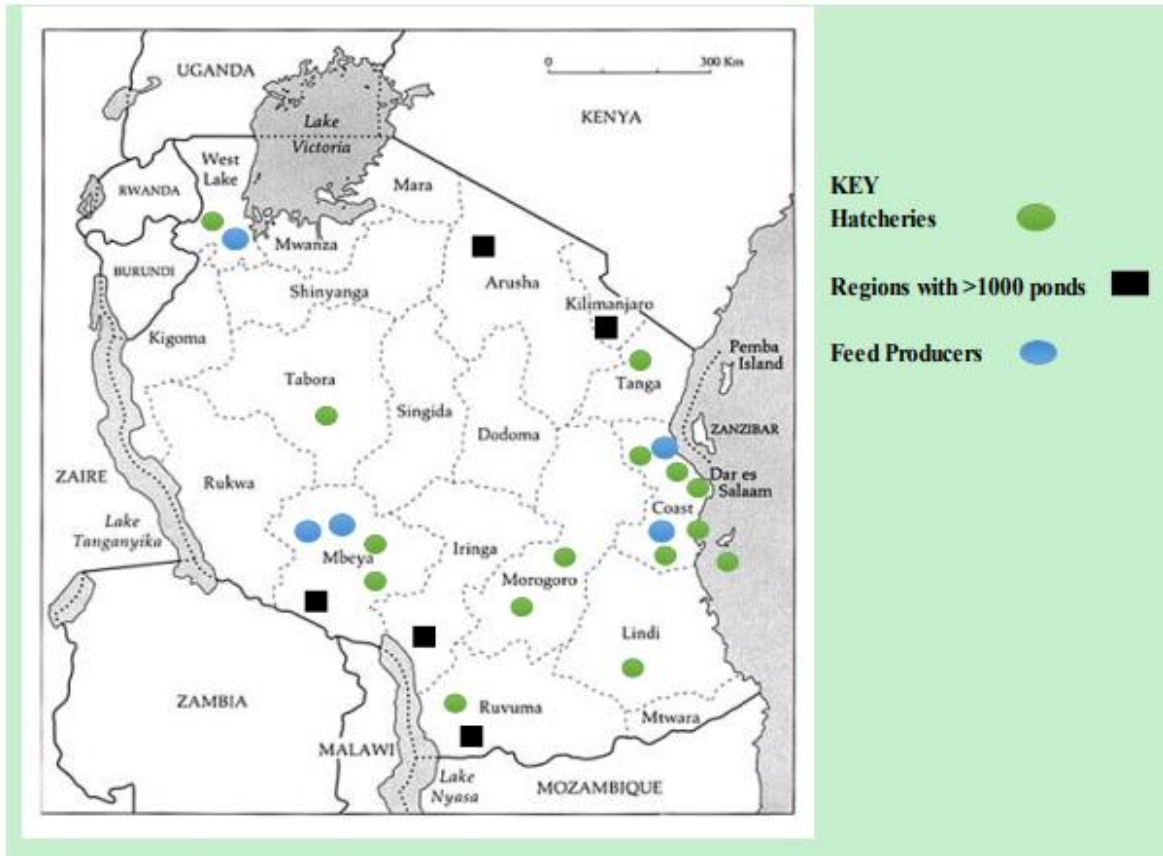 UGANDA
0
300 Km
KENYA
Lake
Victoria
West
Lake
RWANDA
Mara
Mwanza
BURUNDI
Shinyanga
Arusha
Kilimanjaro
Kigoma
Tabora
Singida
Tanga
Pemba
Island
Dodoma
ZANZIBAR
ZAIRE
Rukwa
Dar es
Salaam
Coast
Lake
Tanganyika
Mbeya
Iringa
Morogoro
Lindi
ZAMBIA
Ruvuma
Mtwara
MALAWI
Lake
Nyasa
MOZAMBIQUE
KEY
Hatcheries
Regions with >1000 ponds
Feed Producers